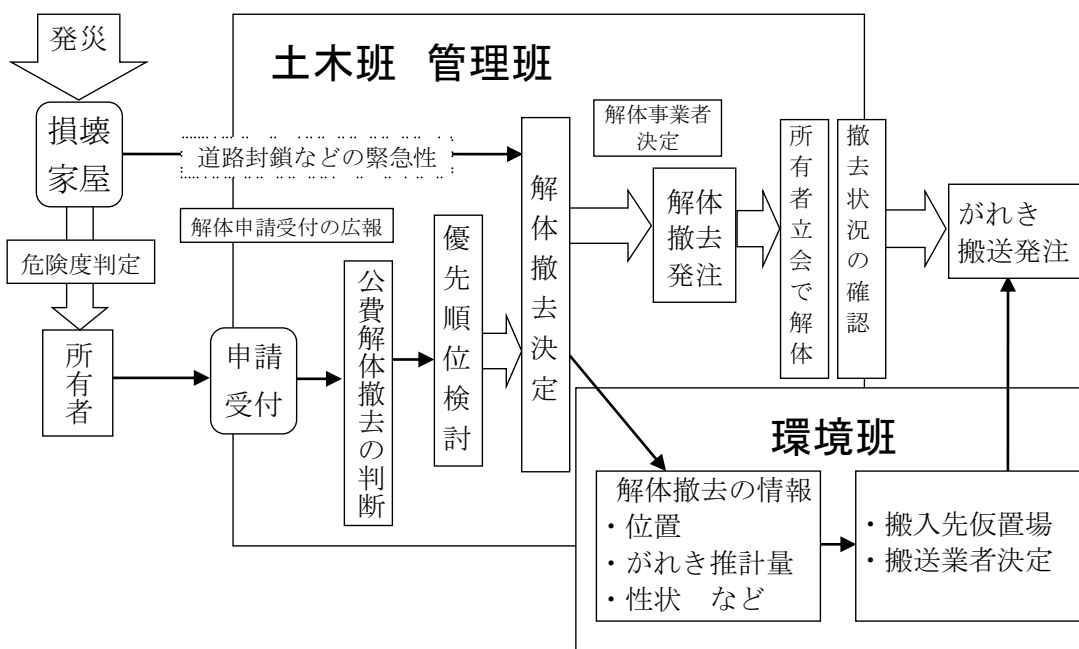 発災
土木班 管理班
損壊
家屋
道路封鎖などの緊急性
解体申請受付の広報
危険度判定
所有者
申請
受付
公費解体撤去の判断
優先順位検討
解体撤去決定
解体事業者
決定
解体
撤去
発注
所有者立会で解体
撤去状況の確認
がれき
搬送発注
環境班
解体撤去の情報
・位置
・がれき推計量
・性状 など
・搬入先仮置場
・搬送業者決定